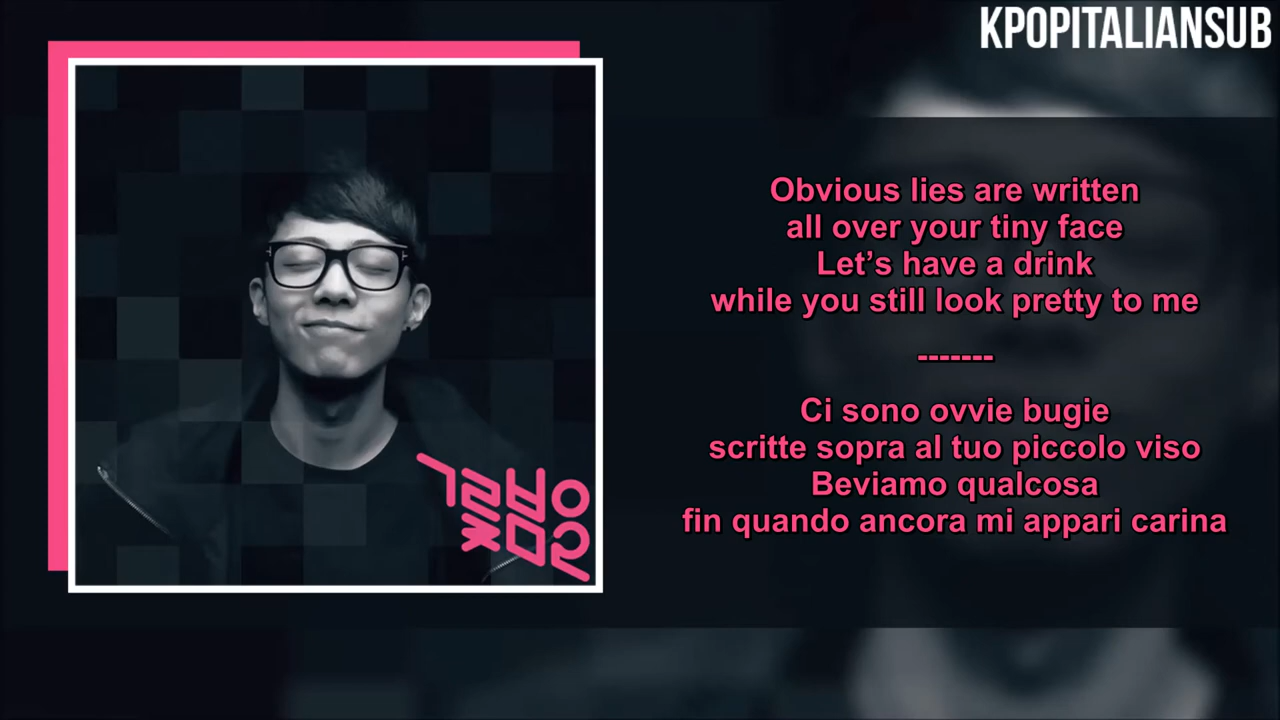 KPOPITALIANSUB
Obvious lies are written
all over your tiny face
Let’s have a drink
while you still look pretty to me
-------
Ci sono ovvie bugie
scritte sopra al tuo piccolo viso
Beviamo qualcosa
fin quando ancora mi appari carina